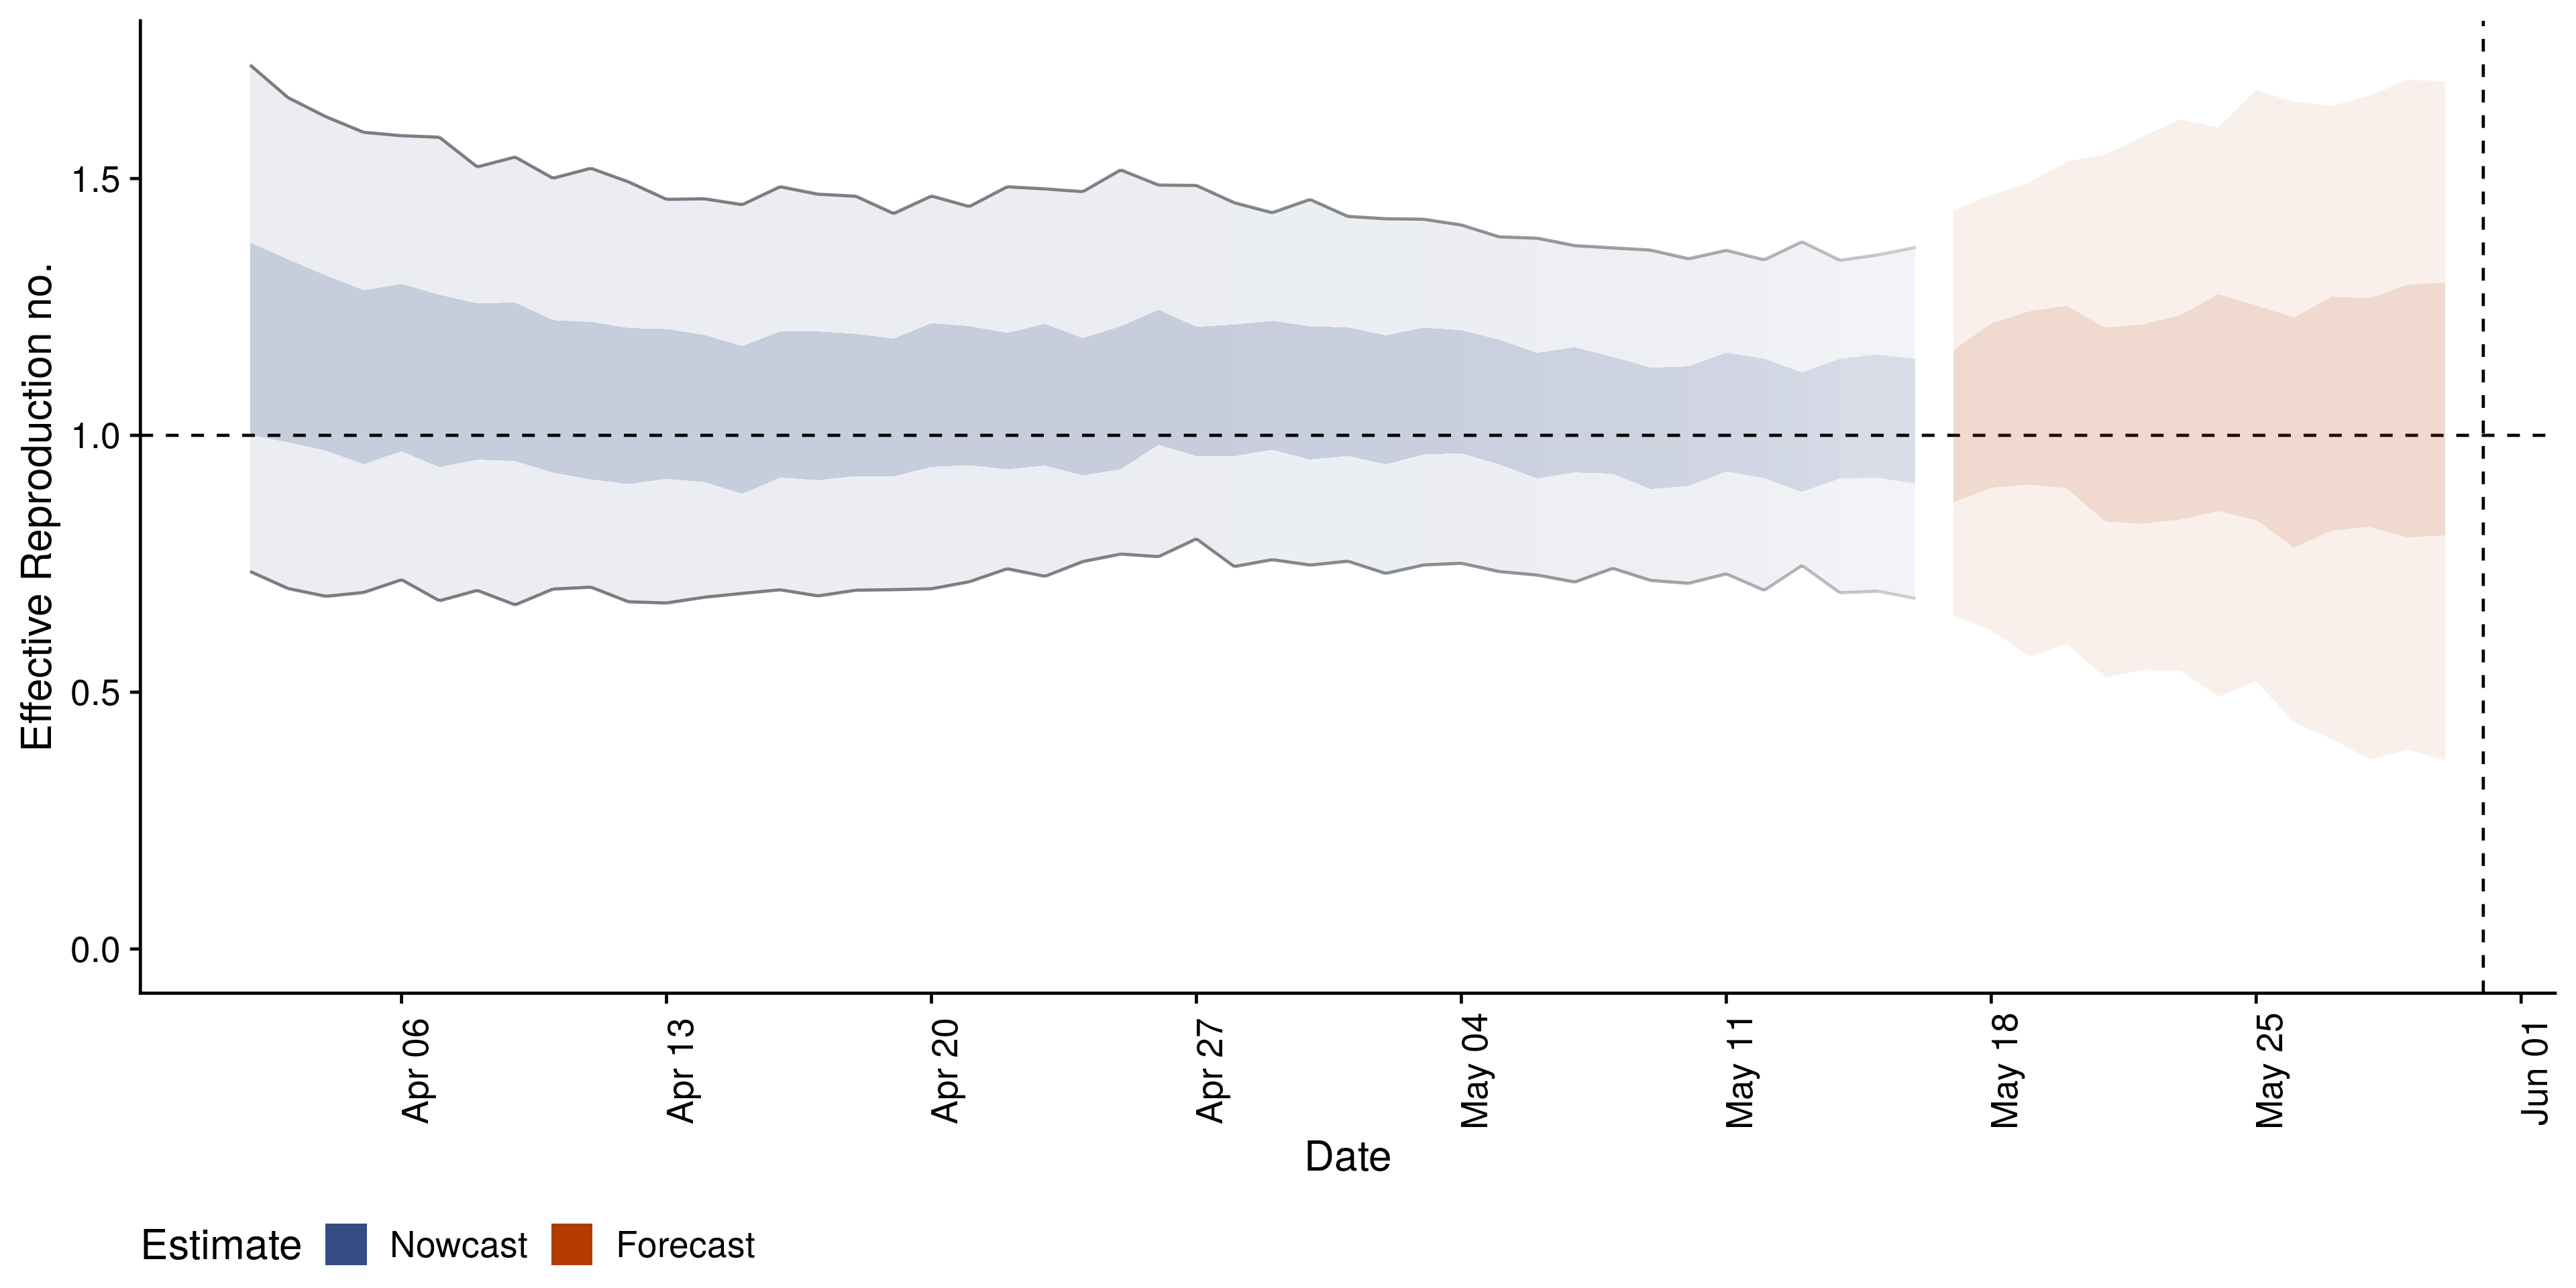 Effective Reproduction no.
1.5
1.0
0.5
0.0
Apr 06
Apr 13
Apr 20
Apr 27
May 04
May 11
May 18
May 25
Jun 01
Date
Estimate Nowcast Forecast